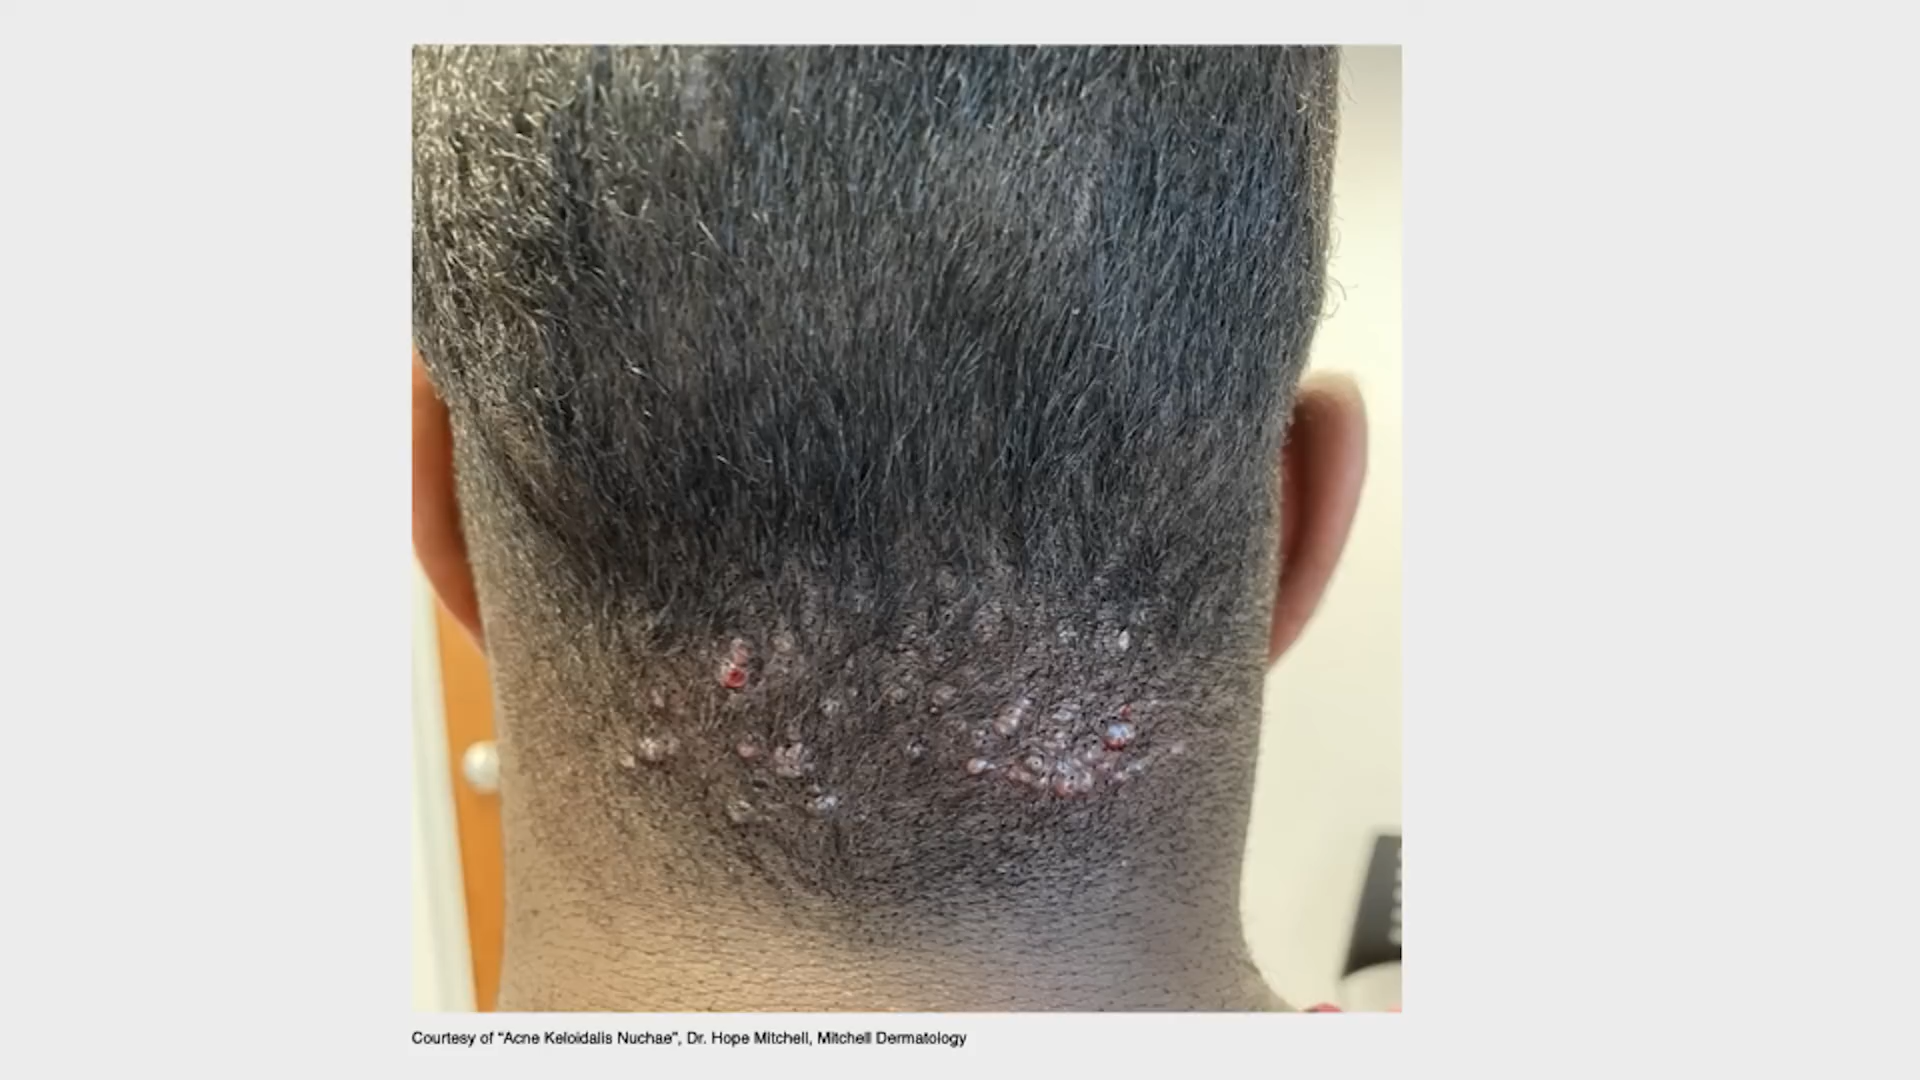 Courtesy of “Acne Keloidalis Nuchae”, Dr. Hope Mitchell, Mitchell Dermatology